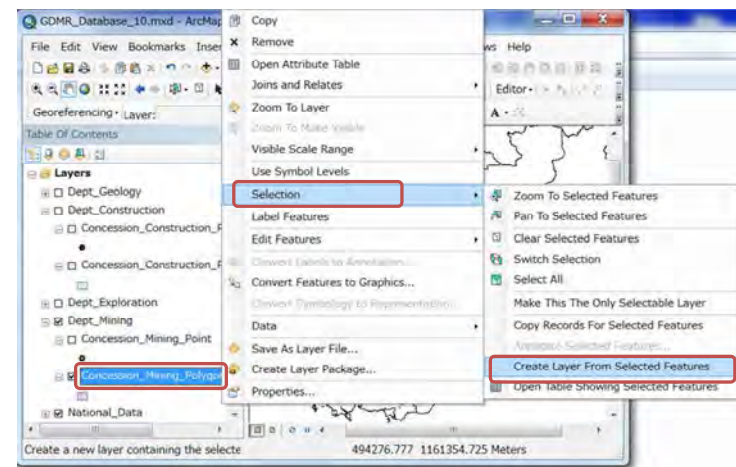 GDMR_Database_10.mxd - ArcMap
File Edit View Bookmarks Inser
Georeferencing Layer:
Table Of Contents
Layers
Dept_Geology
Dept_Construction
Concession_Construction_P
Concession_Construction_P
Dept_Exploration
Dept_Mining
Concession_Mining_Point
Concession_Mining_Polygon
National_Data
Create a new layer containing the selecte
Copy
Remove
Open Attribute Table
Joins and Relates
Zoom To Layer
Zoom To Make Visible
Visible Scale Range
Use Symbol Levels
Selection
Label Features
Edit Features
Convert Labels to Annotation...
Convert Features to Graphics...
Convert Symbology to Representation...
Data
Save As Layer File...
Create Layer Package...
Properties...
ws Help
Editor
A
Zoom To Selected Features
Pan To Selected Features
Clear Selected Features
Switch Selection
Select All
Make This The Only Selectable Layer
Copy Records For Selected Features
Annotate Selected Features...
Create Layer From Selected Features
Open Table Showing Selected Features
494276.777 1161354.725 Meters